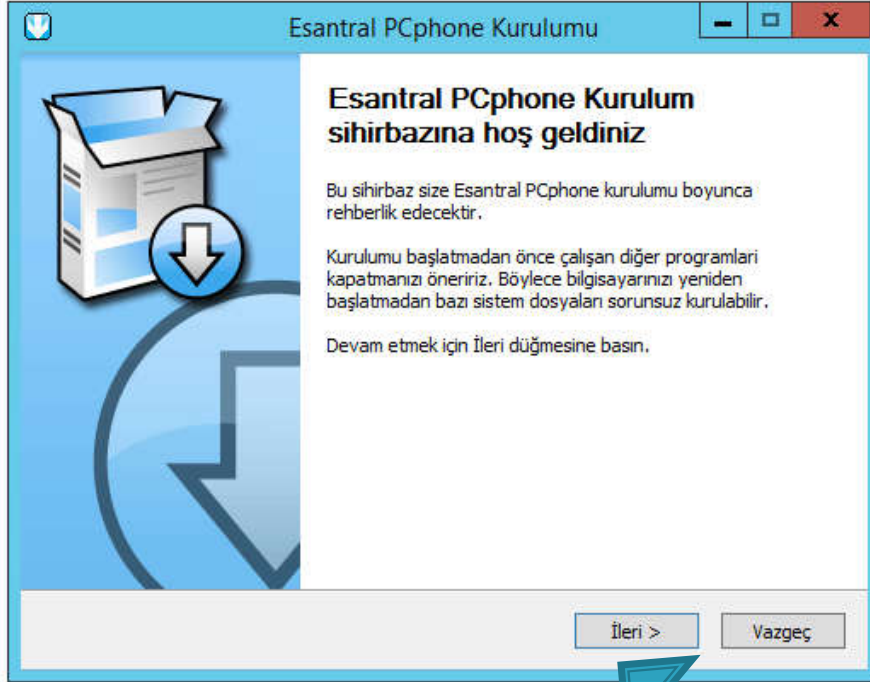 Esantral PCphone Kurulumu
Esantral PCphone Kurulum
sihirbazına hoş geldiniz
Bu sihirbaz size Esantral PCphone kurulumu boyunca
rehberlik edecektir.
Kurulumu başlatmadan önce çalışan diğer programlari
kapatmanızı öneririz. Böylece bilgisayarınızı yeniden
başlatmadan bazı sistem dosyaları sorunsuz kurulabilir.
Devam etmek için İleri düğmesine basın.
İleri > Vazgeç